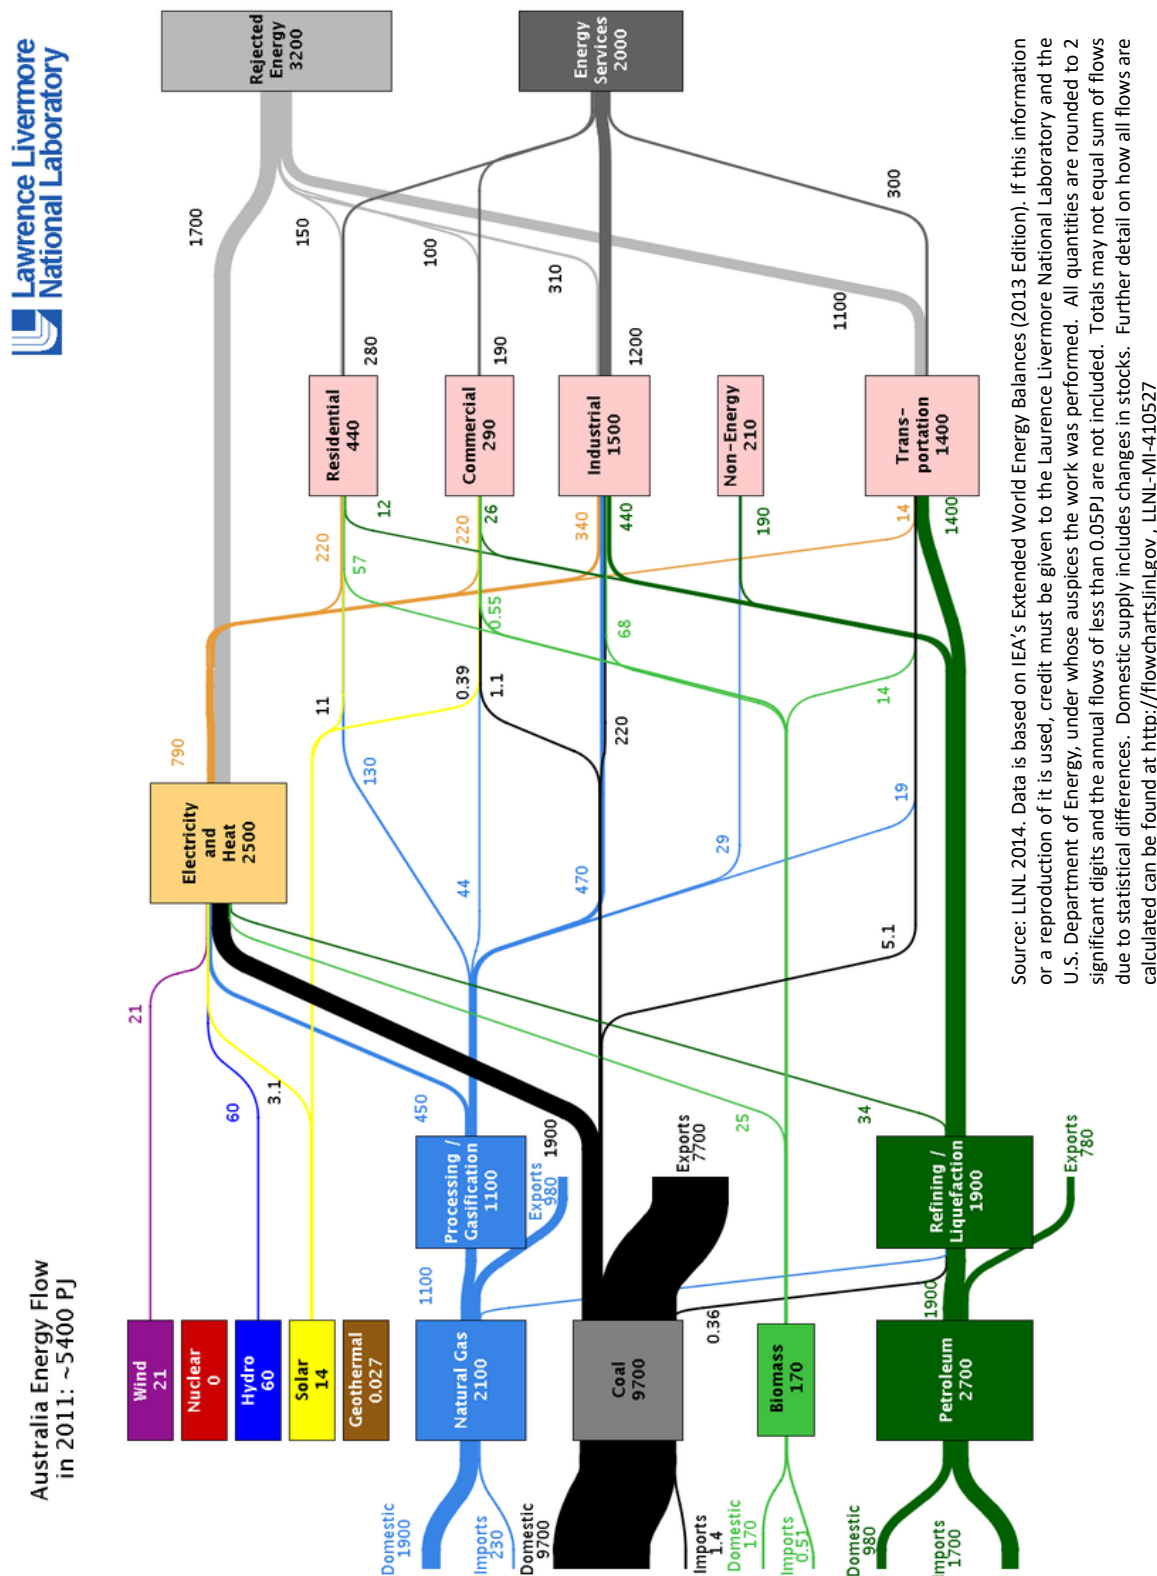 Australia Energy Flow
in 2011: ~5400 PJ
Lawrence Livermore
National Laboratory
Wind
21
Nuclear
0
Hydro
60
Solar
14
Geothermal
0.027
Natural Gas
2100
Coal
9700
Biomass
170
Petroleum
2700
Domestic
1900
Imports
230
Domestic
9700
Imports
1.4
Domestic
170
Imports
0.51
Domestic
980
Imports
1700
21
60
3.1
1100
Processing /
Gasification
1100
Exports
980
450
1900
Exports
7700
0.36
25
34
1900
Refining /
Liquefaction
1900
Exports
780
Electricity
and
Heat
2500
790
11
130
0.39
1.1
44
470
220
29
19
5.1
14
220
57
12
220
26
0.55
340
440
68
190
14
1400
Residential
440
Commercial
290
Industrial
1500
Non-Energy
210
Trans-
portation
1400
1700
150
280
100
190
310
1200
1100
300
Rejected
Energy
3200
Energy
Services
2000
Source: LLNL 2014. Data is based on IEA's Extended World Energy Balances (2013 Edition). If this information
or a reproduction of it is used, credit must be given to the Laurence Livermore National Laboratory and the
U.S. Department of Energy, under whose auspices the work was performed. All quantities are rounded to 2
significant digits and the annual flows of less than 0.05PJ are not included. Totals may not equal sum of flows
due to statistical differences. Domestic supply includes changes in stocks. Further detail on how all flows are
calculated can be found at http://flowcharts.lnl.gov , LLNL-MI-410527